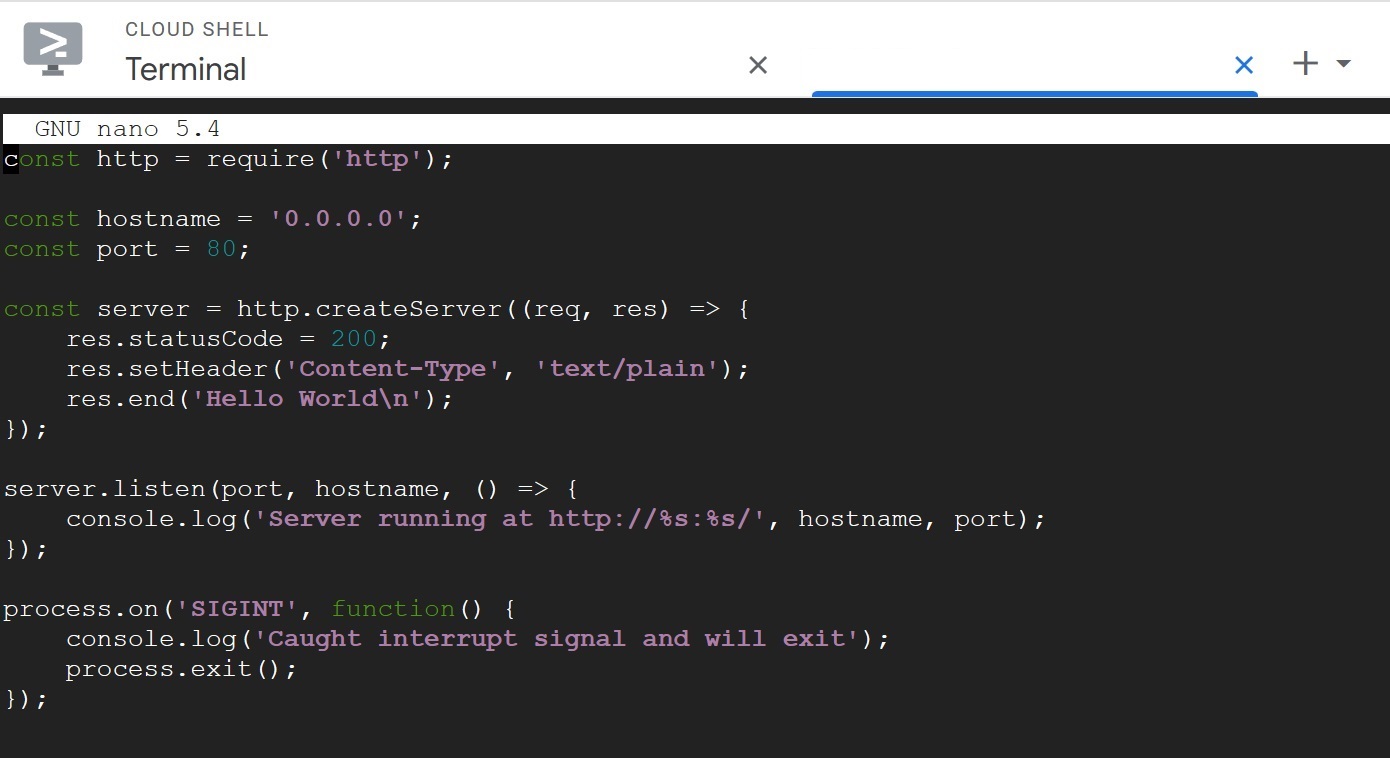 CLOUD SHELL
Terminal
GNU nano 5.4
const http = require('http');
const hostname = '0.0.0.0';
const port = 80;
const server = http.createServer((req, res) => {
    res.statusCode = 200;
    res.setHeader('Content-Type', 'text/plain');
    res.end('Hello World\n');
});
server.listen(port, hostname, () => {
    console.log('Server running at http://%s:%s/', hostname, port);
});
process.on('SIGINT', function() {
    console.log('Caught interrupt signal and will exit');
    process.exit();
});